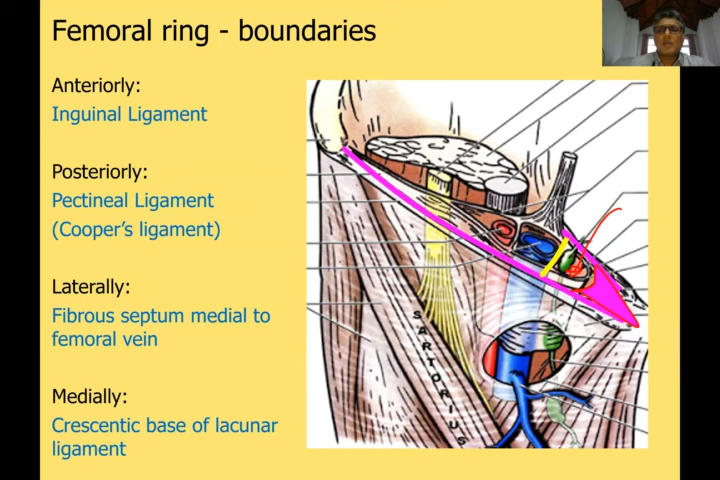 Femoral ring - boundaries
Anteriorly:
Inguinal Ligament
Posteriorly:
Pectineal Ligament
(Cooper’s ligament)
Laterally:
Fibrous septum medial to
femoral vein
Medially:
Crescentic base of lacunar
ligament
SARTORIUS